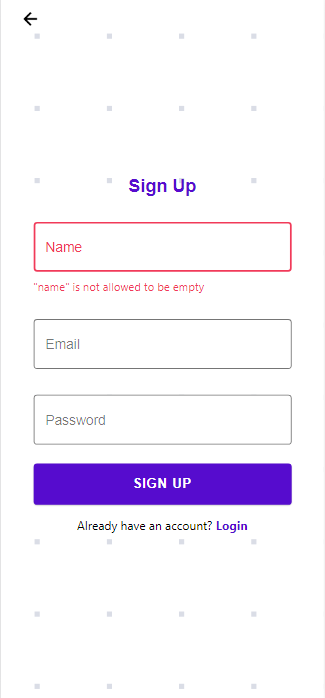 Sign Up
Name
"name" is not allowed to be empty
Email
Password
SIGN UP
Already have an account? Login